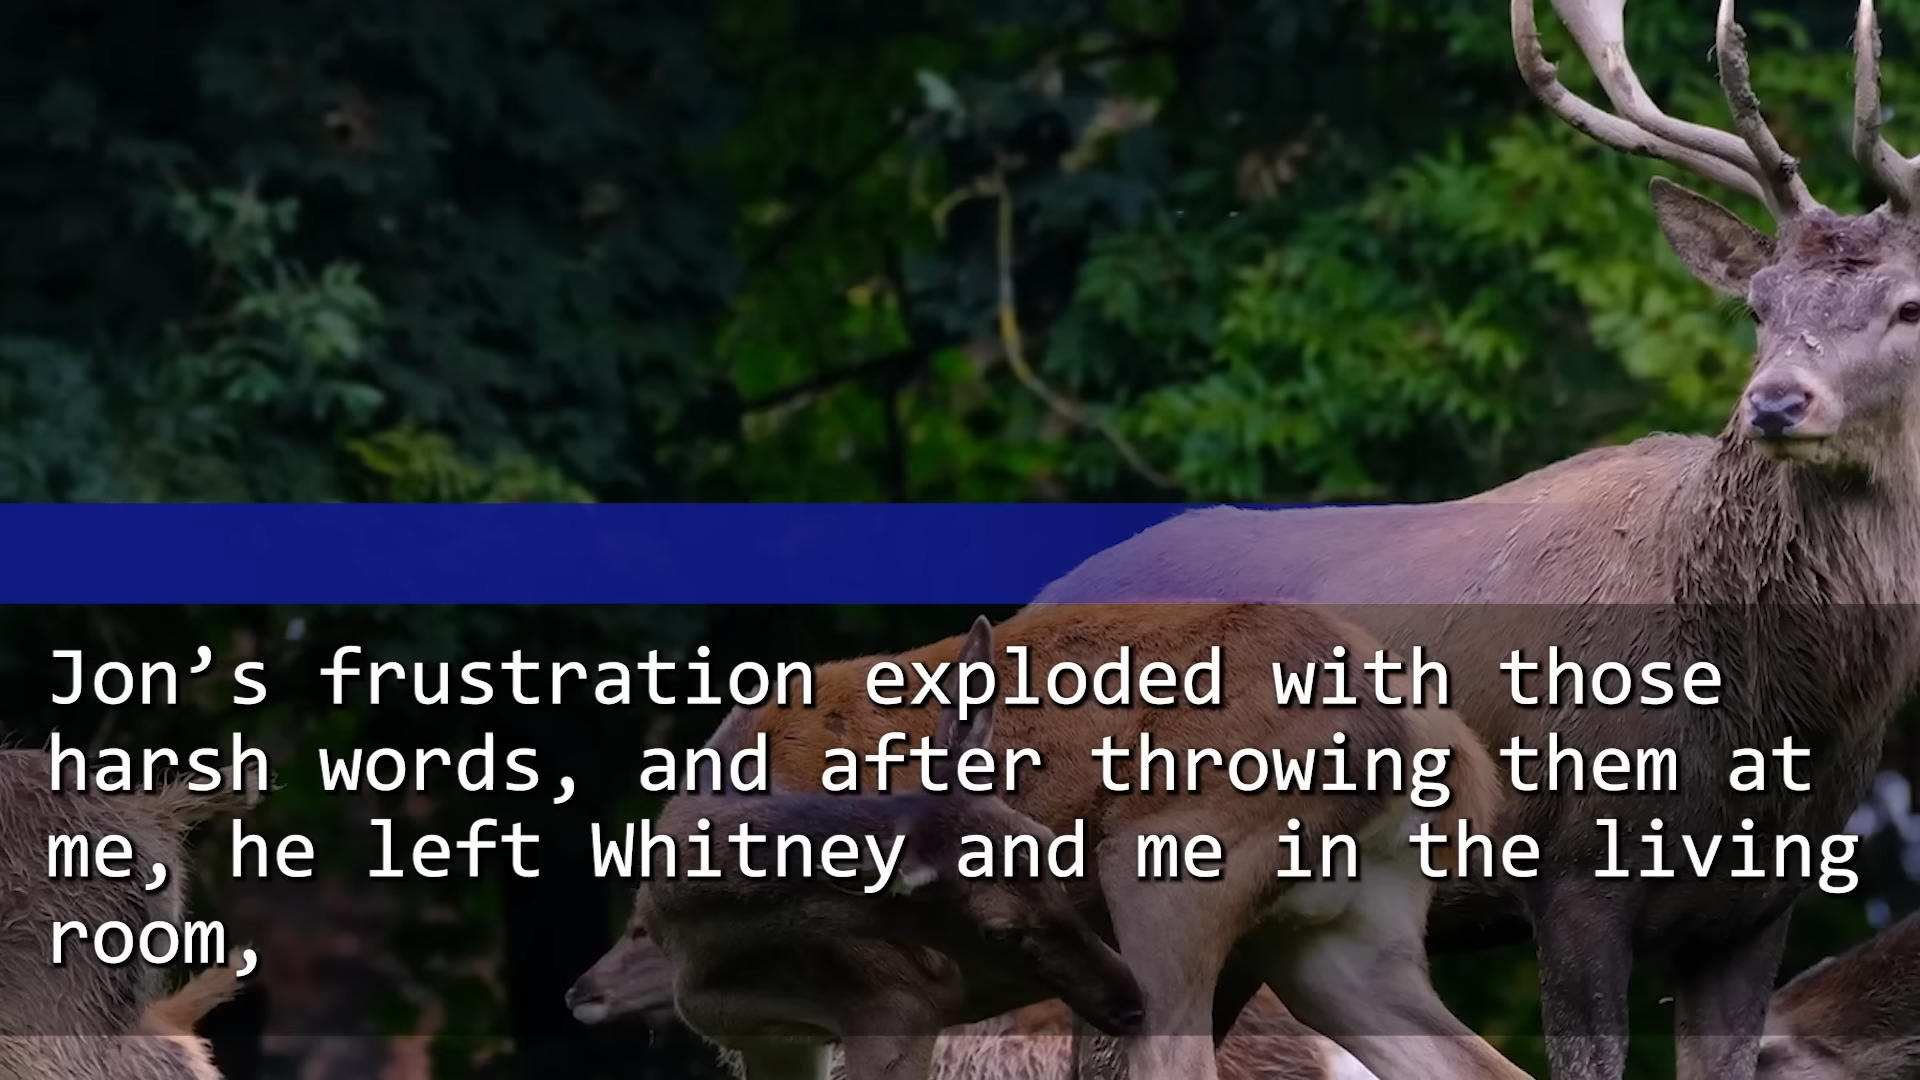 Jon’s frustration exploded with those
harsh words, and after throwing them at
me, he left Whitney and me in the living
room,